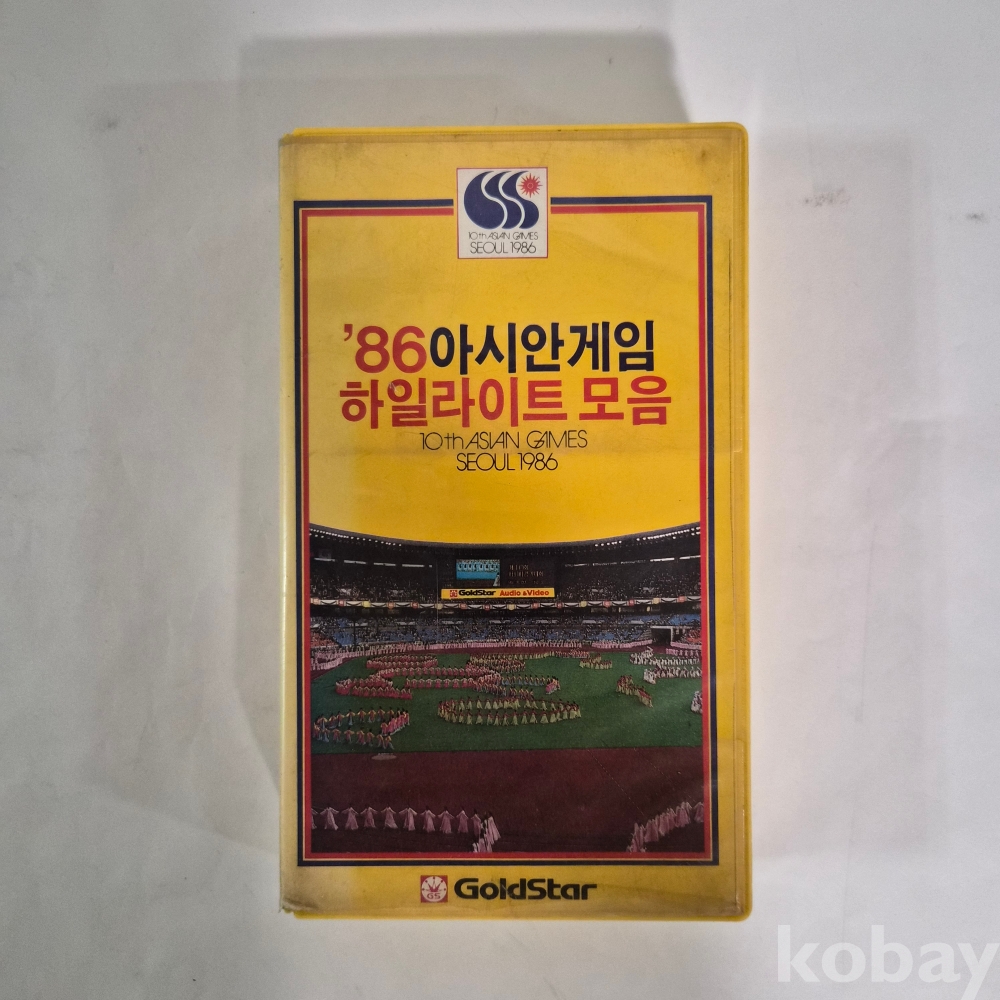 10th ASIAN GAMES
SEOUL 1986
'86아시안게임
하일라이트 모음
10th ASIAN GAMES
SEOUL 1986
GoldStar Audio & Video
GS
GoldStar
kobay